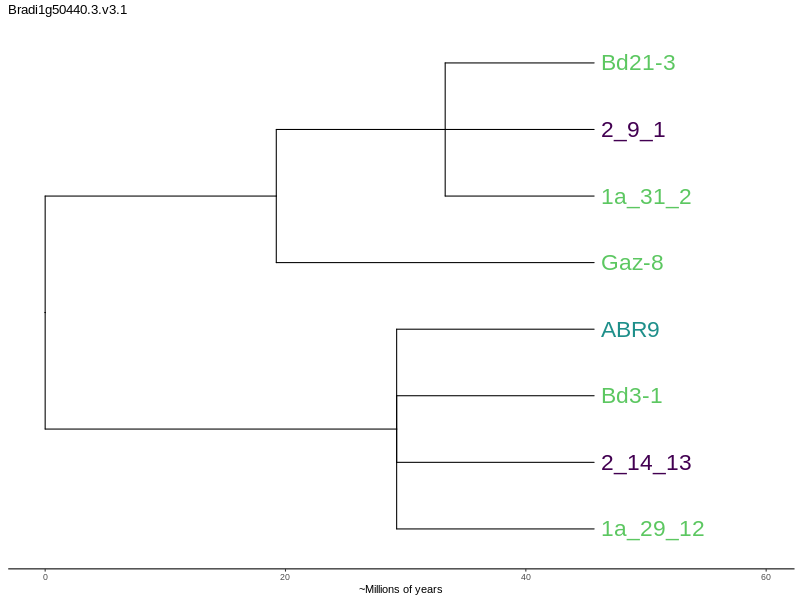 Bradi1g50440.3.v3.1
Bd21-3
2_9_1
1a_31_2
Gaz-8
ABR9
Bd3-1
2_14_13
1a_29_12
0 20 40 60
~Millions of years